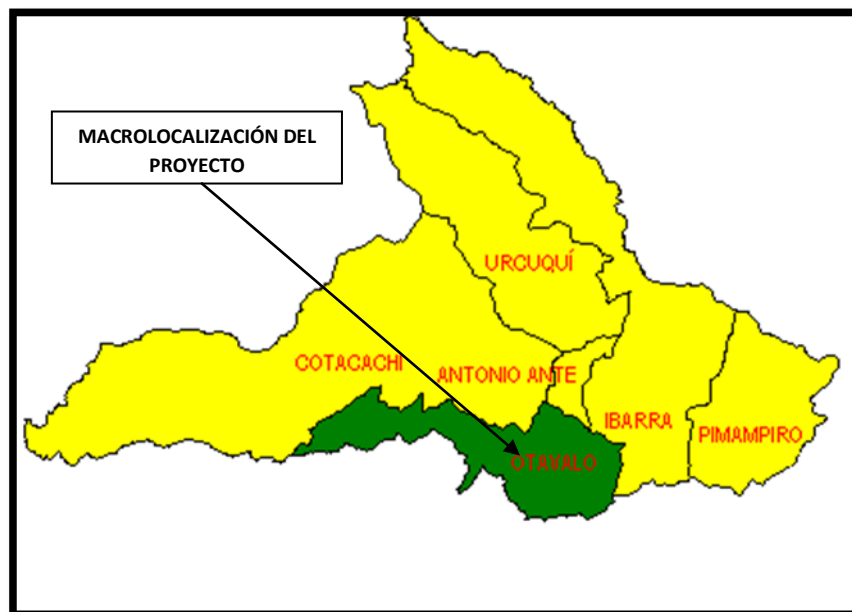 MACROLOCALIZACIÓN DEL
PROYECTO
URCUQUÍ
COTACACHI
ANTONIO ANTE
IBARRA
PIMAMPIRO
OTAVALO